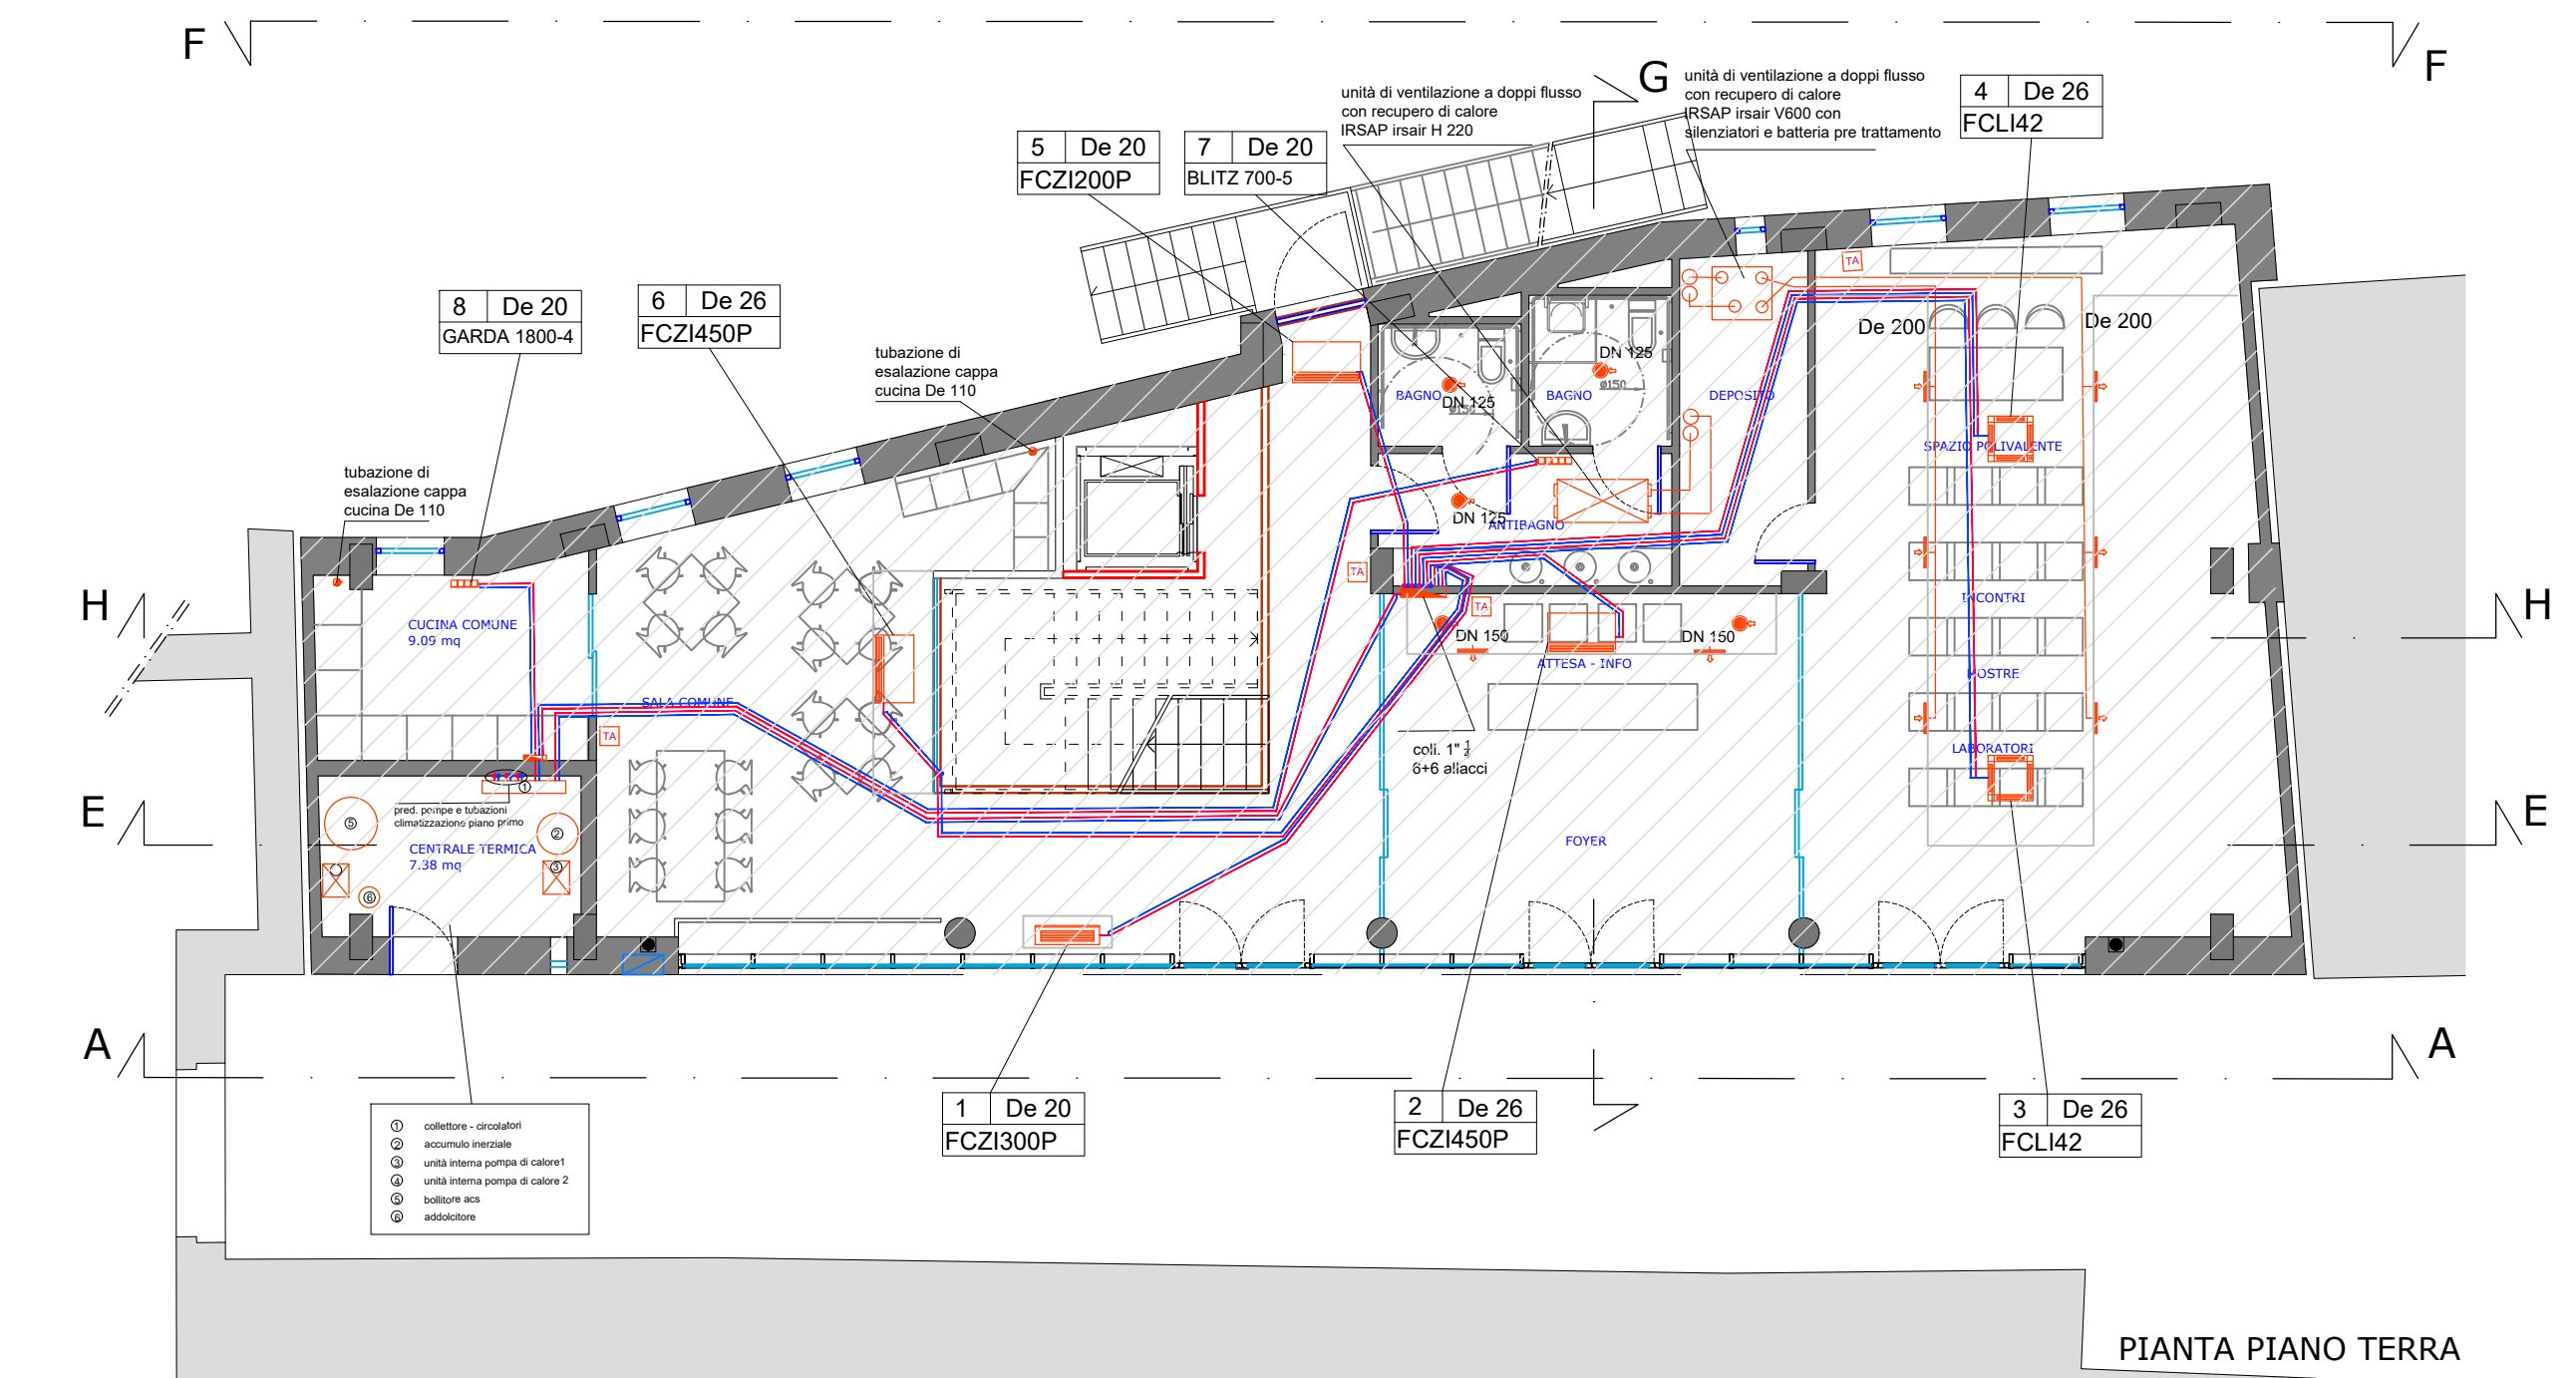 F
F
G
unità di ventilazione a doppi flusso
con recupero di calore
IRSAP irsair H 220
unità di ventilazione a doppi flusso
con recupero di calore
IRSAP irsair V600 con
silenziatori e batteria pre trattamento
4 De 26
FCLI42
5 De 20
FCZI200P
7 De 20
BLITZ 700-5
8 De 20
GARDA 1800-4
6 De 26
FCZI450P
tubazione di
esalazione cappa
cucina De 110
tubazione di
esalazione cappa
cucina De 110
TA
De 200
De 200
DN 125
Ø150
BAGNO
DN 125
Ø150
BAGNO
DEPOSITO
SPAZIO POLIVALENTE
DN 125
ANTIBAGNO
TA
TA
H
H
CUCINA COMUNE
9.09 mq
INCONTRI
DN 150
DN 150
ATTESA - INFO
MOSTRE
SALA COMUNE
TA
coll. 1" 1/4
6+6 allacci
LABORATORI
1
pred. pompe e tubazioni
climatizzazione piano primo
E
E
5
2
CENTRALE TERMICA
7.38 mq
3
6
FOYER
A
A
1 De 20
FCZI300P
2 De 26
FCZI450P
3 De 26
FCLI42
1 collettore - circolatori
2 accumulo inerziale
3 unità interna pompa di calore1
4 unità interna pompa di calore 2
5 bollitore acs
6 addolcitore
PIANTA PIANO TERRA